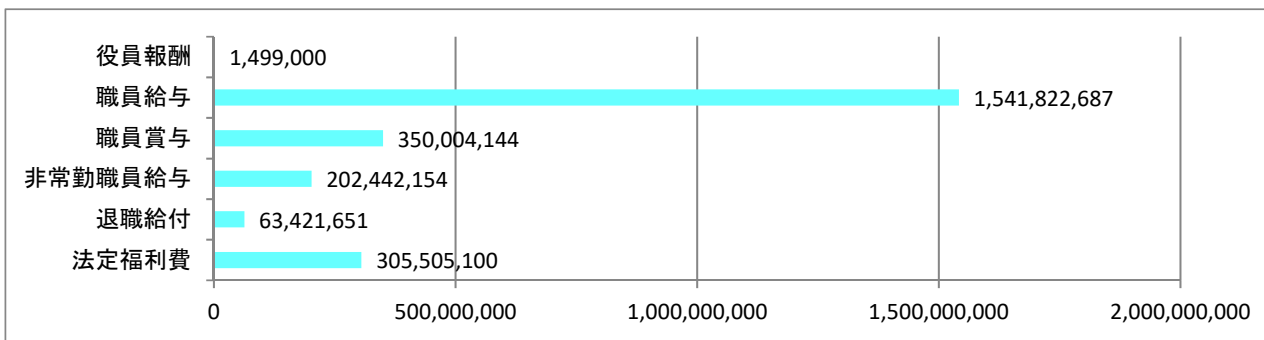 役員報酬 1,499,000
職員給与 1,541,822,687
職員賞与 350,004,144
非常勤職員給与 202,442,154
退職給付 63,421,651
法定福利費 305,505,100
0 500,000,000 1,000,000,000 1,500,000,000 2,000,000,000